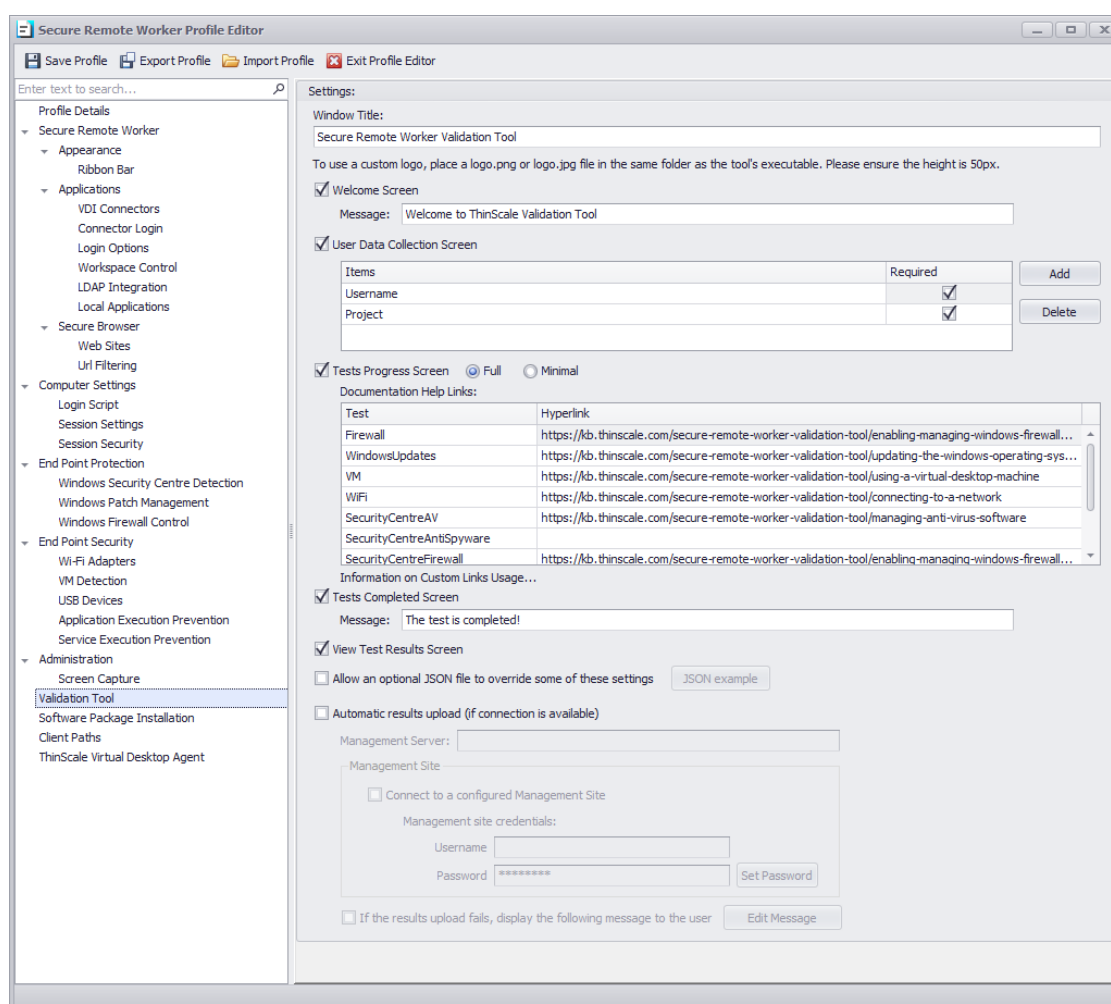 Secure Remote Worker Profile Editor
Save Profile Export Profile Import Profile Exit Profile Editor
Enter text to search...
Profile Details
Secure Remote Worker
Appearance
Ribbon Bar
Applications
VDI Connectors
Connector Login
Login Options
Workspace Control
LDAP Integration
Local Applications
Secure Browser
Web Sites
Url Filtering
Computer Settings
Login Script
Session Settings
Session Security
End Point Protection
Windows Security Centre Detection
Windows Patch Management
Windows Firewall Control
End Point Security
Wi-Fi Adapters
VM Detection
USB Devices
Application Execution Prevention
Service Execution Prevention
Administration
Screen Capture
Validation Tool
Software Package Installation
Client Paths
ThinScale Virtual Desktop Agent
Settings:
Window Title:
Secure Remote Worker Validation Tool
To use a custom logo, place a logo.png or logo.jpg file in the same folder as the tool's executable. Please ensure the height is 50px.
Welcome Screen
Message: Welcome to ThinScale Validation Tool
User Data Collection Screen
Items Required
Username
Project
Add
Delete
Tests Progress Screen Full Minimal
Documentation Help Links:
Test Hyperlink
Firewall https://kb.thinscale.com/secure-remote-worker-validation-tool/enabling-managing-windows-firewall...
WindowsUpdates https://kb.thinscale.com/secure-remote-worker-validation-tool/updating-the-windows-operating-sys...
VM https://kb.thinscale.com/secure-remote-worker-validation-tool/using-a-virtual-desktop-machine
WiFi https://kb.thinscale.com/secure-remote-worker-validation-tool/connecting-to-a-network
SecurityCentreAV https://kb.thinscale.com/secure-remote-worker-validation-tool/managing-anti-virus-software
SecurityCentreAntiSpyware
SecurityCentreFirewall https://kb.thinscale.com/secure-remote-worker-validation-tool/enabling-managing-windows-firewall...
Information on Custom Links Usage...
Tests Completed Screen
Message: The test is completed!
View Test Results Screen
Allow an optional JSON file to override some of these settings JSON example
Automatic results upload (if connection is available)
Management Server:
Management Site
Connect to a configured Management Site
Management site credentials:
Username
Password ******** Set Password
If the results upload fails, display the following message to the user Edit Message